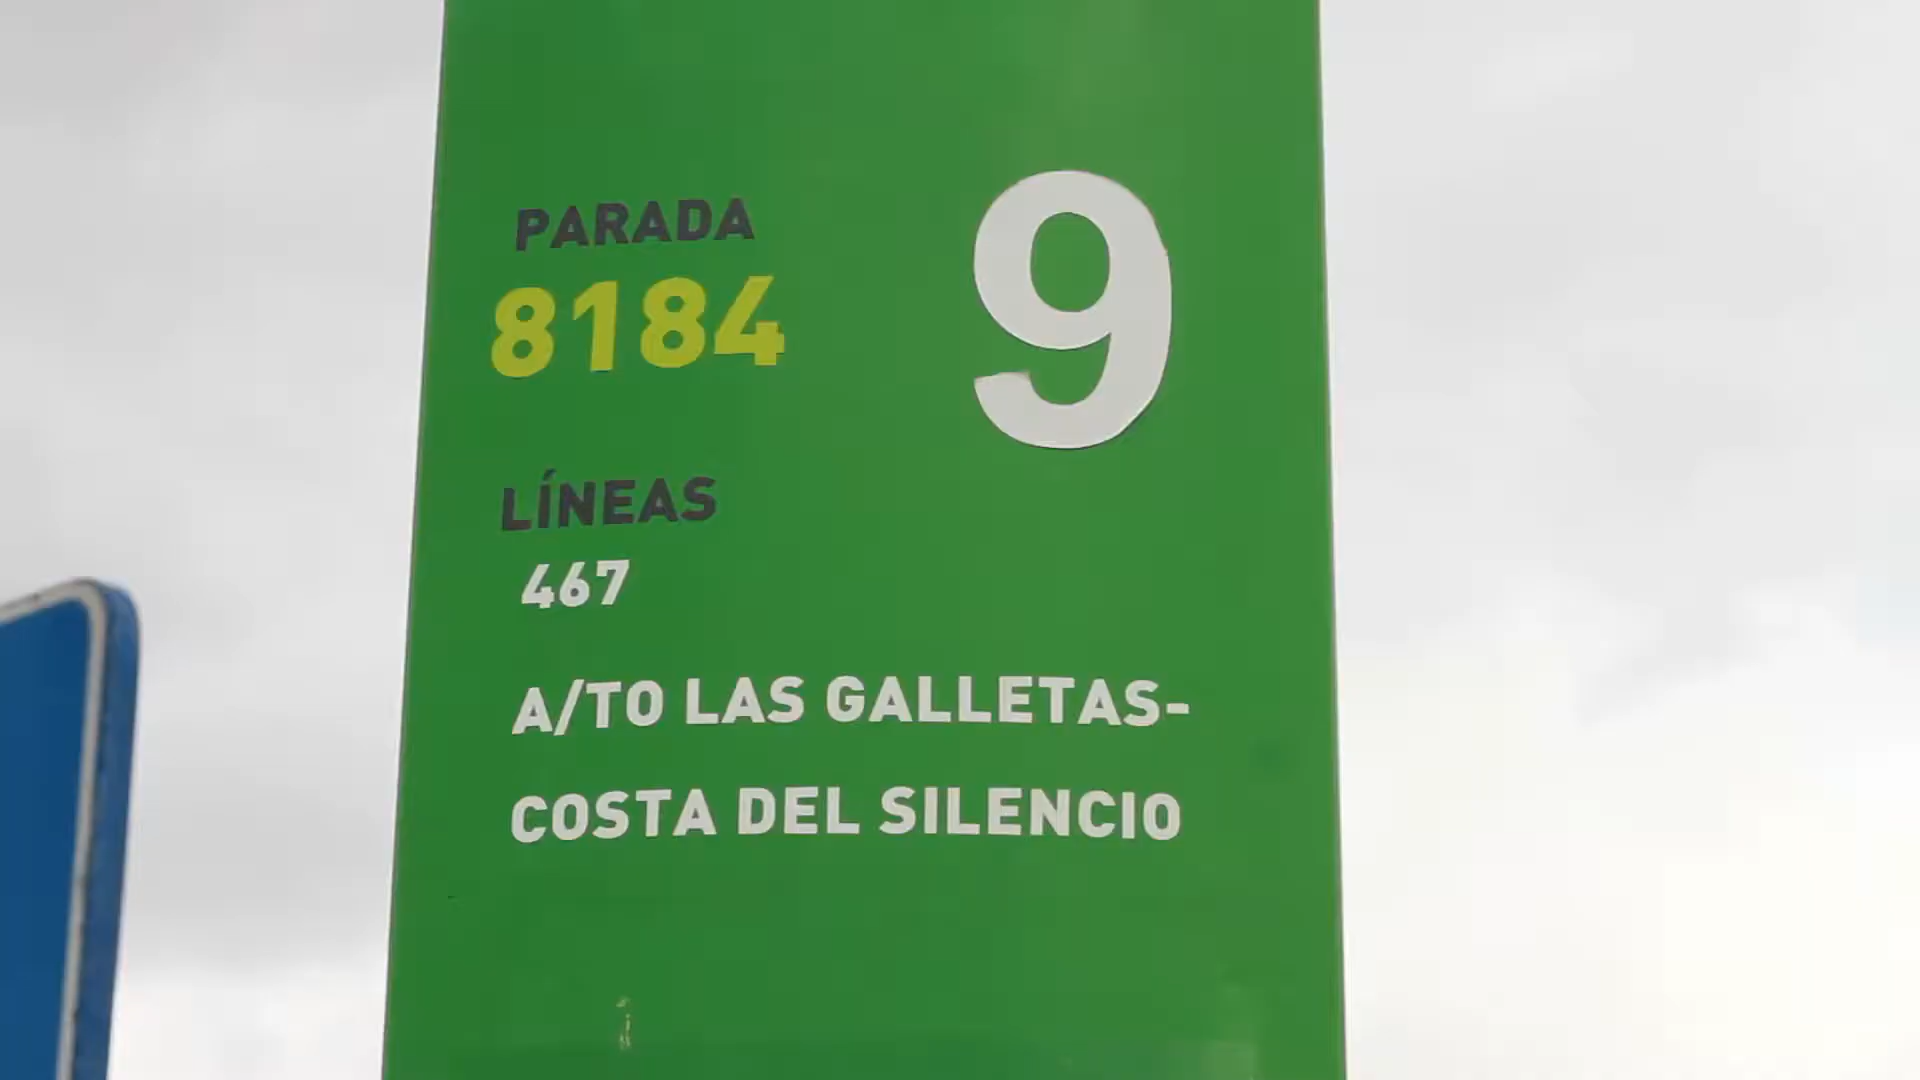 PARADA
8184
9
LÍNEAS
467
A/TO LAS GALLETAS-
COSTA DEL SILENCIO